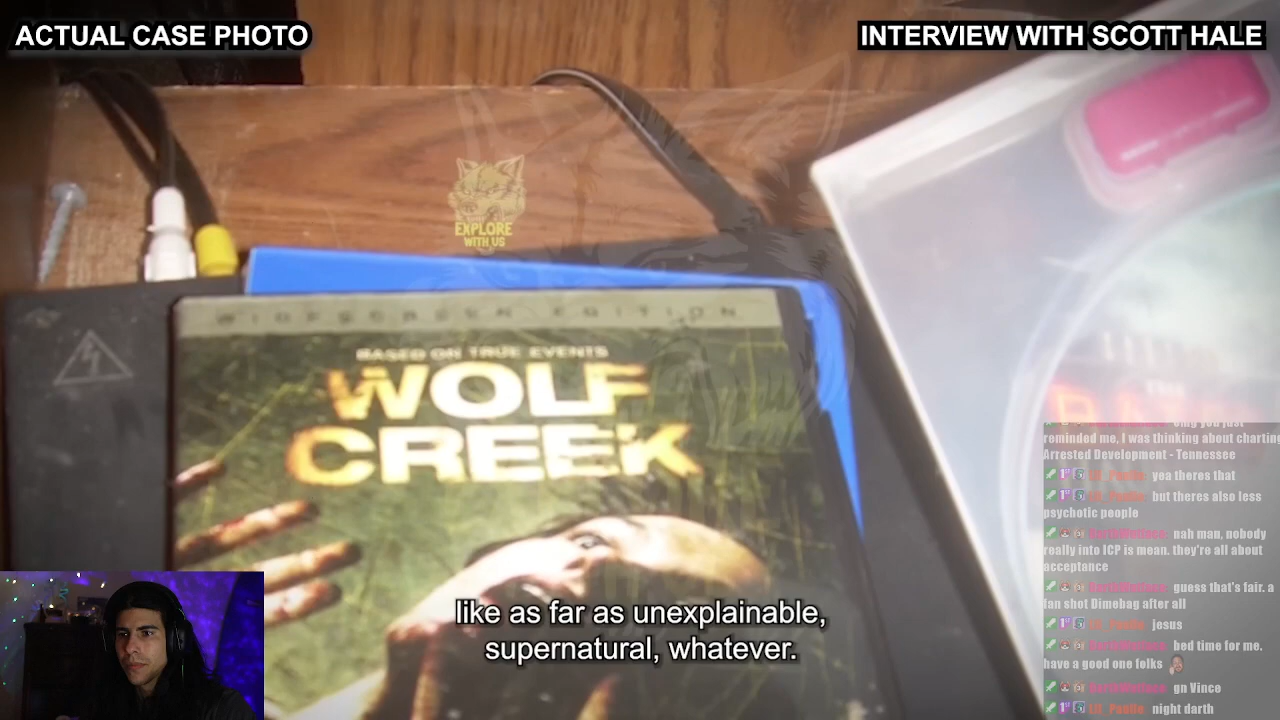 ACTUAL CASE PHOTO
INTERVIEW WITH SCOTT HALE
EXPLORE
WITH US
WIDESCREEN EDITION
BASED ON TRUE EVENTS
WOLF
CREEK
like as far as unexplainable,
supernatural, whatever.
omg you just
reminded me, I was thinking about charting
Arrested Development - Tennessee
yea theres that
but theres also less
psychotic people
nah man, nobody
really into ICP is mean. they're all about
acceptance
guess that's fair. a
fan shot Dimebag after all
jesus
bed time for me.
have a good one folks
gn Vince
night darth